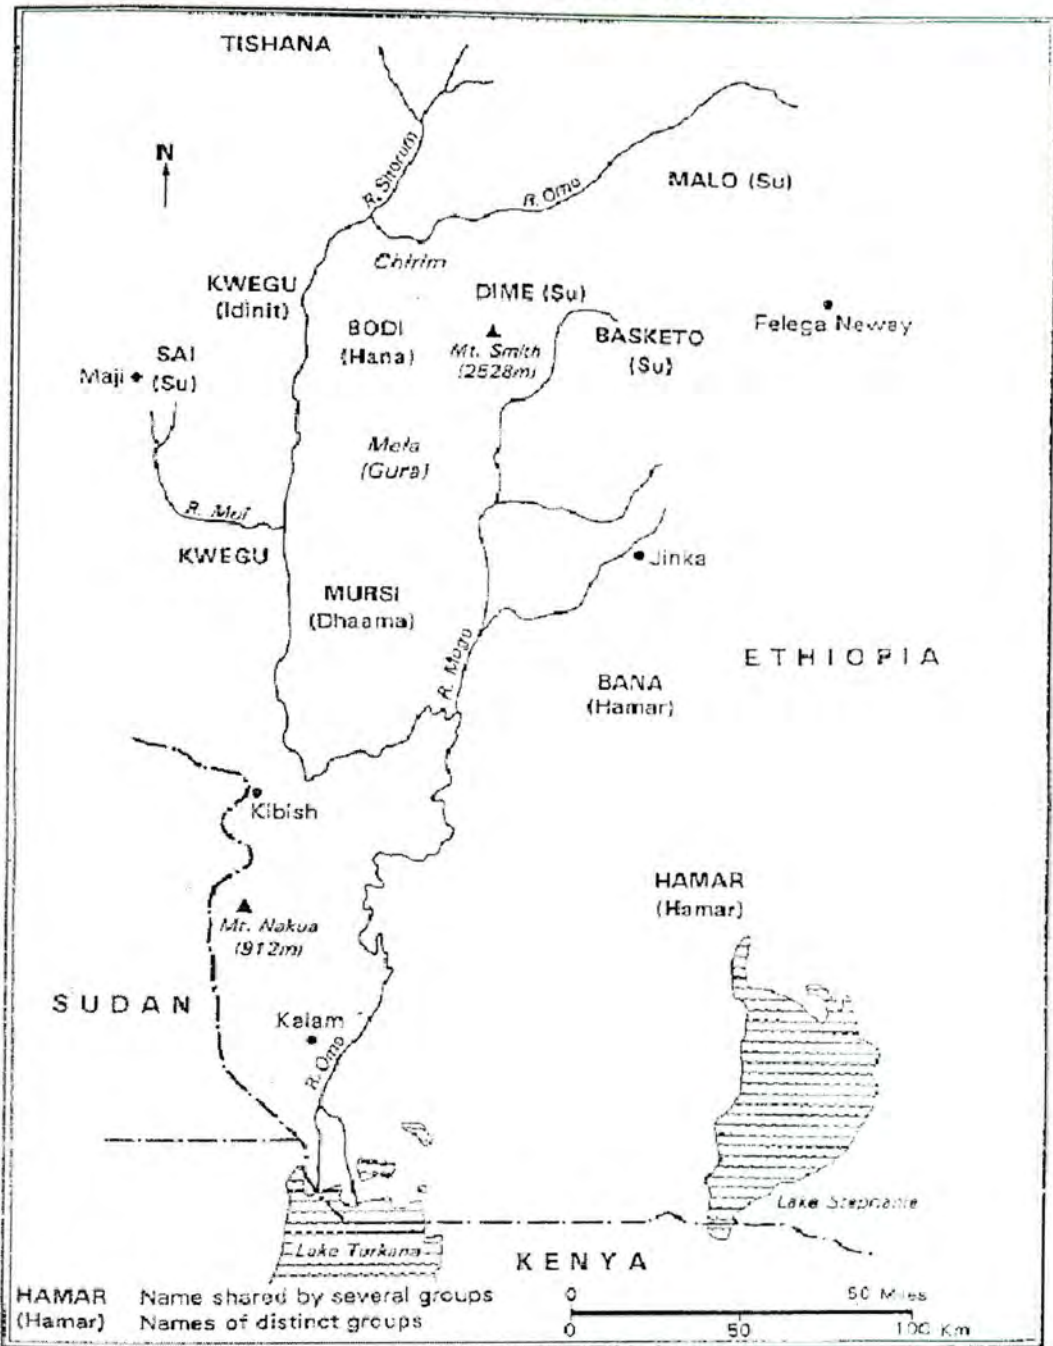 TISHANA
N
R. Shorum
R. Omo
MALO (Su)
Chirim
KWEGU
(Idinit)
DIME (Su)
BODI
(Hana)
Mt. Smith
(2528m)
BASKETO
(Su)
Felega Neway
SAI
(Su)
Maji
Mela
(Gura)
R. Mui
KWEGU
Jinka
MURSI
(Dhaama)
R. Mago
ETHIOPIA
BANA
(Hamar)
Kibish
HAMAR
(Hamar)
Mt. Nakua
(912m)
SUDAN
Kalam
R. Omo
Lake Stephanie
Lake Turkana
KENYA
HAMAR Name shared by several groups
(Hamar) Names of distinct groups
0 50 Miles
0 50 100 Km